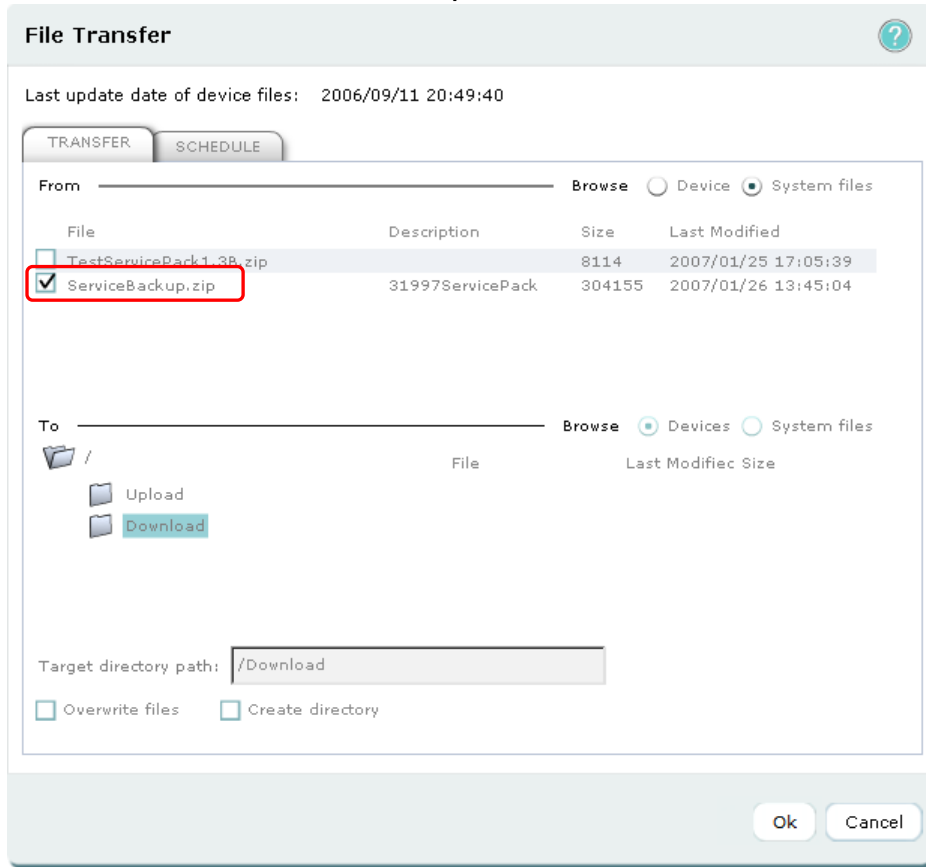 File Transfer ?
Last update date of device files: 2006/09/11 20:49:40
TRANSFER SCHEDULE
From Browse Device System files
File Description Size Last Modified
TestServicePack1.3B.zip 8114 2007/01/25 17:05:39
ServiceBackup.zip 31997ServicePack 304155 2007/01/26 13:45:04
To Browse Devices System files
/ File Last Modifiec Size
Upload
Download
Target directory path: /Download
Overwrite files Create directory
Ok Cancel